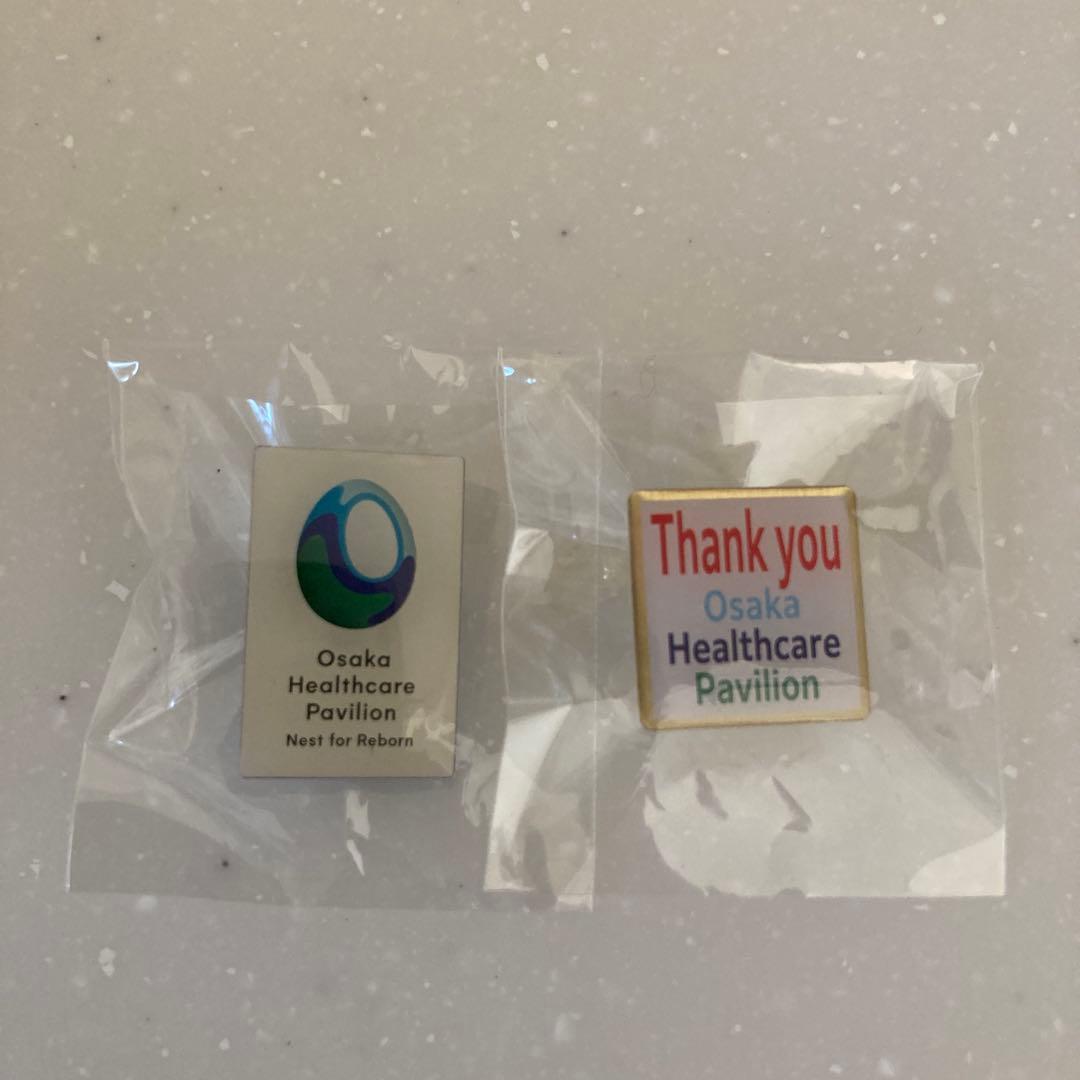 Osaka
Healthcare
Pavilion
Nest for Reborn
Thank you
Osaka
Healthcare
Pavilion